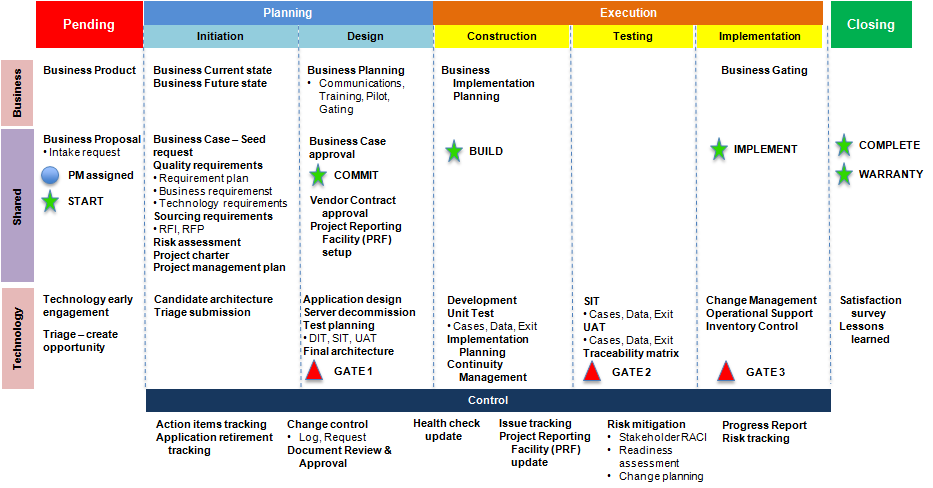 Pending
Planning
Execution
Closing
Initiation
Design
Construction
Testing
Implementation
Business
Business Product
Business Current state
Business Future state
Business Planning
• Communications,
Training, Pilot,
Gating
Business
Implementation
Planning
Business Gating
Shared
Business Proposal
• Intake request
PM assigned
START
Business Case – Seed
request
Quality requirements
• Requirement plan
• Business requiremenst
• Technology requirements
Sourcing requirements
• RFI, RFP
Risk assessment
Project charter
Project management plan
Business Case
approval
COMMIT
Vendor Contract
approval
Project Reporting
Facility (PRF)
setup
BUILD
IMPLEMENT
COMPLETE
WARRANTY
Technology
Technology early
engagement
Triage – create
opportunity
Candidate architecture
Triage submission
Application design
Server decommission
Test planning
• DIT, SIT, UAT
Final architecture
GATE 1
Development
Unit Test
• Cases, Data, Exit
Implementation
Planning
Continuity
Management
SIT
• Cases, Data, Exit
UAT
• Cases, Data, Exit
Traceability matrix
GATE 2
Change Management
Operational Support
Inventory Control
GATE 3
Satisfaction
survey
Lessons
learned
Control
Action items tracking
Application retirement
tracking
Change control
• Log, Request
Document Review &
Approval
Health check
update
Issue tracking
Project Reporting
Facility (PRF)
update
Risk mitigation
• Stakeholder RACI
• Readiness
assessment
• Change planning
Progress Report
Risk tracking